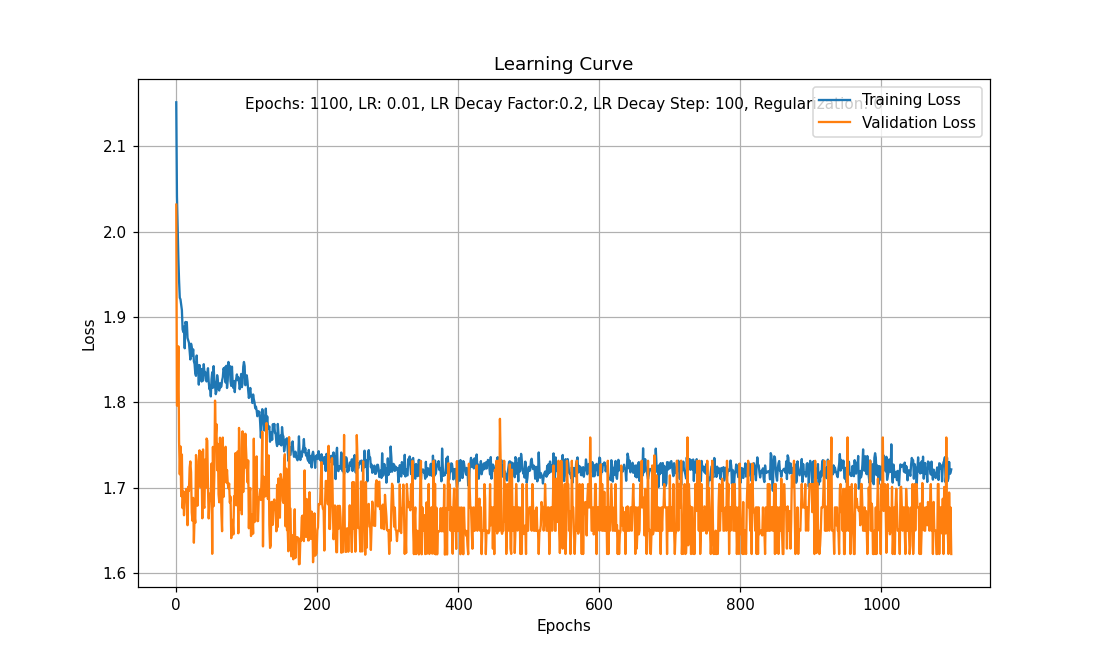 Learning Curve
Epochs: 1100, LR: 0.01, LR Decay Factor:0.2, LR Decay Step: 100, Regularization: 0
Training Loss
Validation Loss
2.1
2.0
1.9
1.8
1.7
1.6
Loss
0 200 400 600 800 1000
Epochs